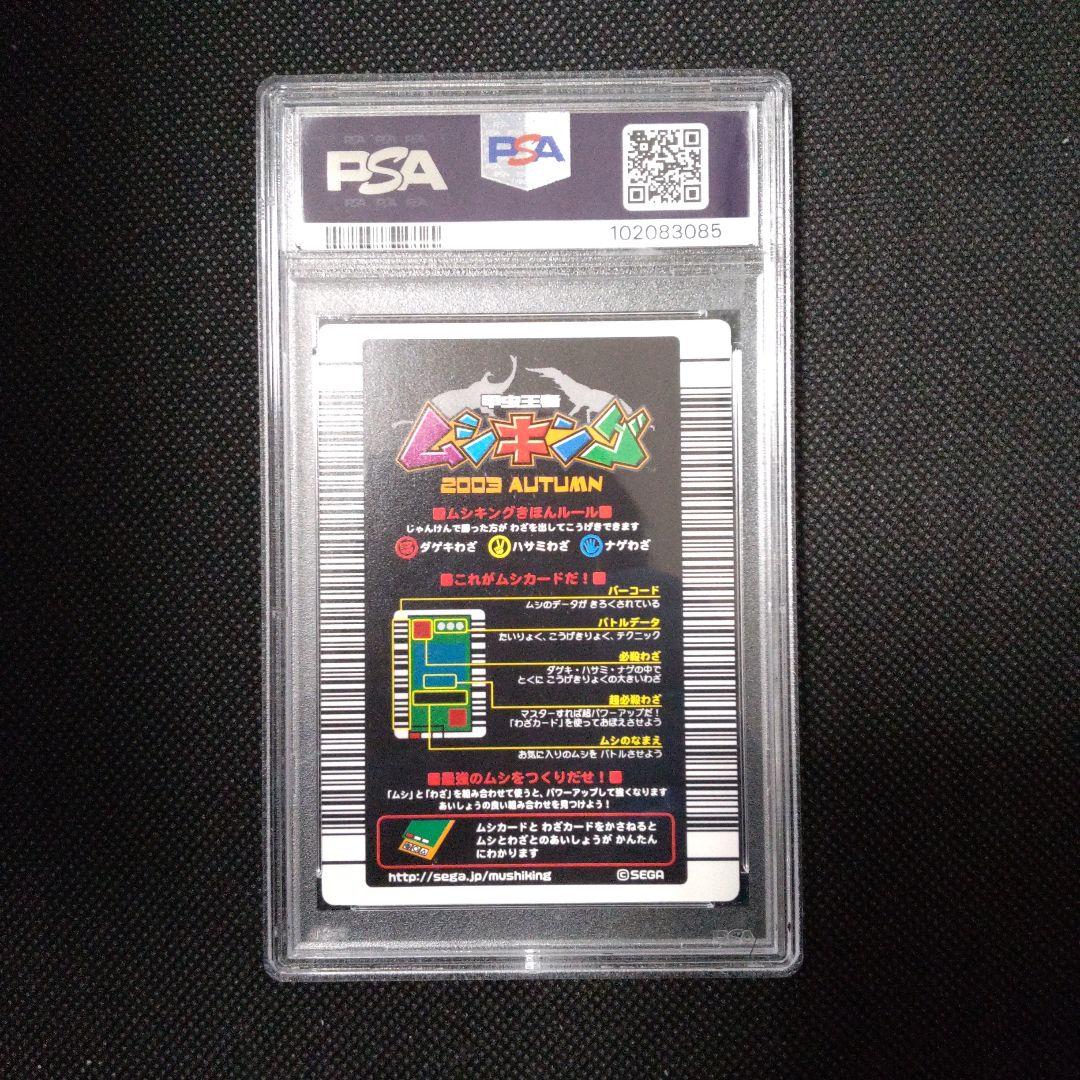 PSA
PSA
102083085
甲虫王者
ムシキング
2003 AUTUMN
■ムシキングきほんルール■
じゃんけんで勝った方が わざを出してこうげきできます
ダゲキわざ ハサミわざ ナゲわざ
■これがムシカードだ！■
バーコード
ムシのデータが きろくされている
バトルデータ
たいりょく、こうげきりょく、テクニック
必殺わざ
ダゲキ・ハサミ・ナゲの中で
とくに こうげきりょくの大きいわざ
超必殺わざ
マスターすれば超パワーアップだ！
「わざカード」を使っておぼえさせよう
ムシのなまえ
お気に入りのムシを バトルさせよう
■最強のムシをつくりだせ！■
「ムシ」と「わざ」を組み合わせて使うと、パワーアップして強くなります
あいしょうの良い組み合わせを見つけよう！
ムシカードと わざカードをかさねると
ムシとわざとのあいしょうが かんたん
にわかります
http://sega.jp/mushiking ©SEGA
PSA